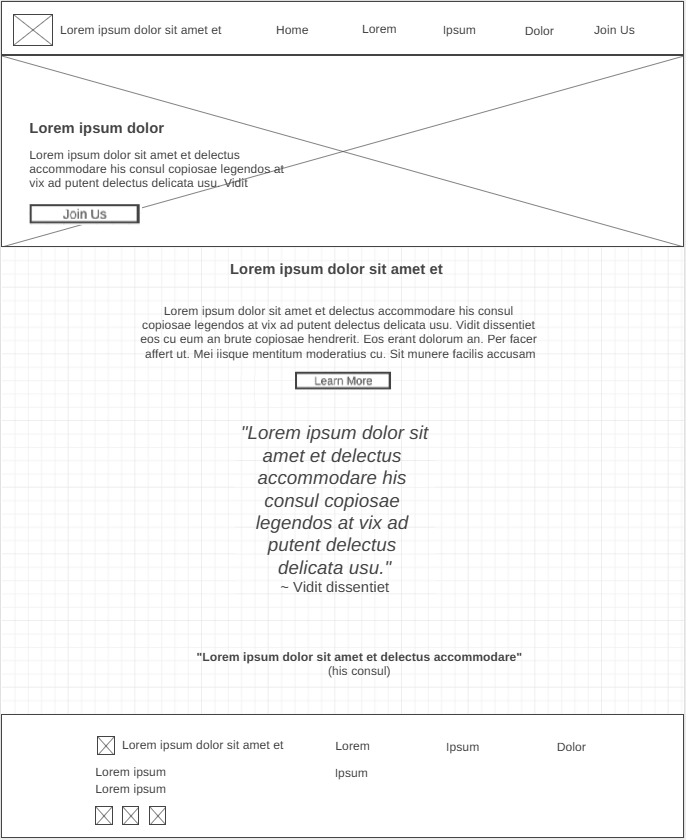 Lorem ipsum dolor sit amet et
Home
Lorem
Ipsum
Dolor
Join Us
Lorem ipsum dolor
Lorem ipsum dolor sit amet et delectus
accommodare his consul copiosae legendos at
vix ad putent delectus delicata usu. Vidit
Join Us
Lorem ipsum dolor sit amet et
Lorem ipsum dolor sit amet et delectus accommodare his consul
copiosae legendos at vix ad putent delectus delicata usu. Vidit dissentiet
eos cu eum an brute copiosae hendrerit. Eos erant dolorum an. Per facer
affert ut. Mei iisque mentitum moderatius cu. Sit munere facilis accusam
Learn More
"Lorem ipsum dolor sit
amet et delectus
accommodare his
consul copiosae
legendos at vix ad
putent delectus
delicata usu."
~ Vidit dissentiet
"Lorem ipsum dolor sit amet et delectus accommodare"
(his consul)
Lorem ipsum dolor sit amet et
Lorem
Ipsum
Dolor
Lorem ipsum
Ipsum
Lorem ipsum